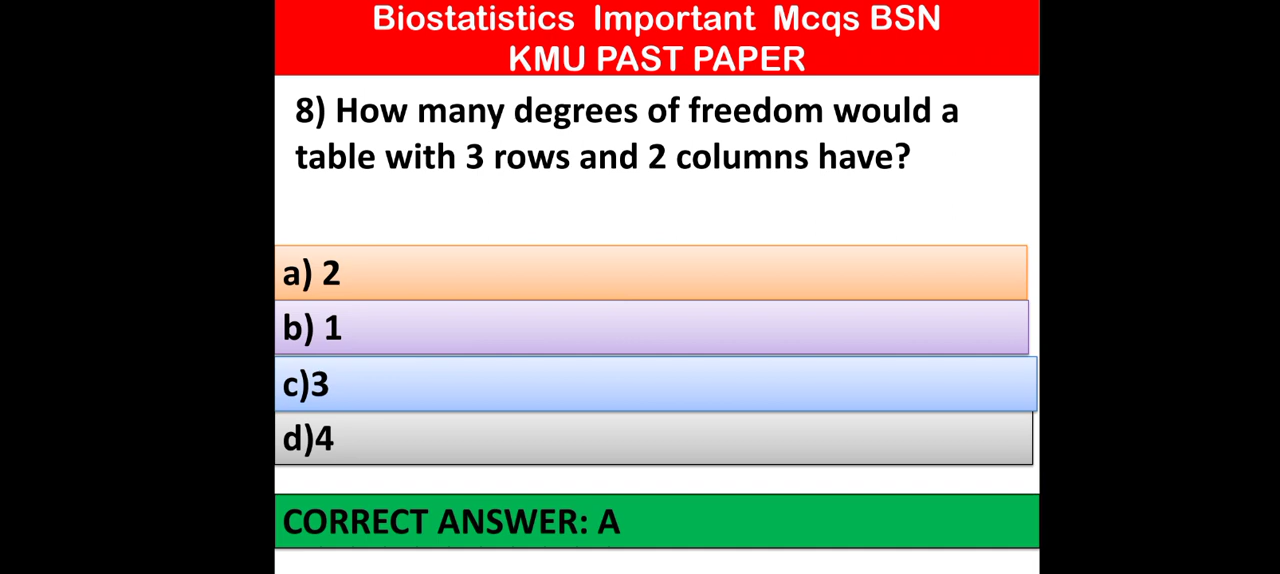 Biostatistics Important Mcqs BSN
KMU PAST PAPER
8) How many degrees of freedom would a
table with 3 rows and 2 columns have?
a) 2
b) 1
c)3
d)4
CORRECT ANSWER: A